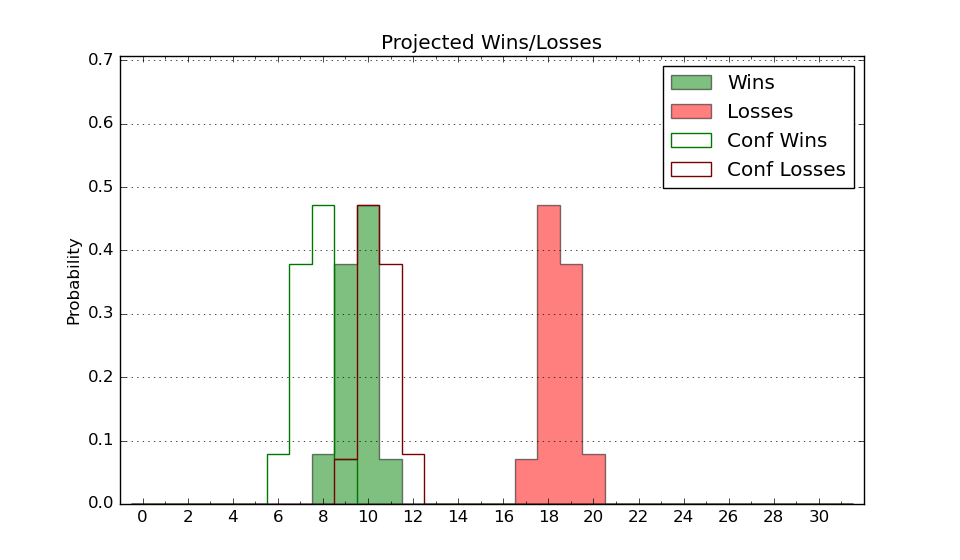 Projected Wins/Losses
Probability
0.7
0.6
0.5
0.4
0.3
0.2
0.1
0.0
0 2 4 6 8 10 12 14 16 18 20 22 24 26 28 30
Wins
Losses
Conf Wins
Conf Losses